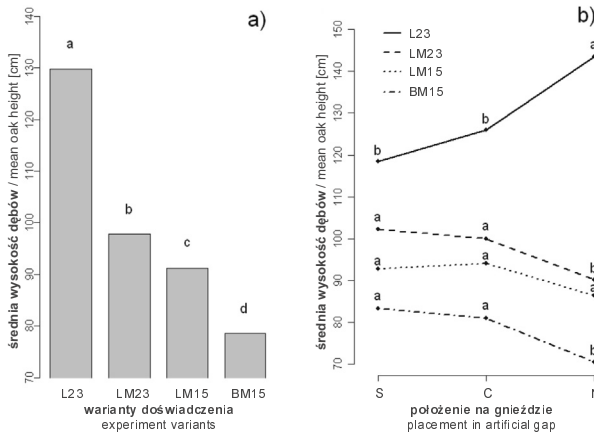 a)
średnia wysokość dębów / mean oak height [cm]
140
130
120
110
100
90
80
70
a
b
c
d
L23
LM23
LM15
BM15
warianty doświadczenia
experiment variants
b)
średnia wysokość dębów / mean oak height [cm]
150
140
130
120
110
100
90
80
70
L23
LM23
LM15
BM15
b
b
a
a
a
b
a
a
a
a
a
b
S
C
położenie na gnieździe
placement in artificial gap